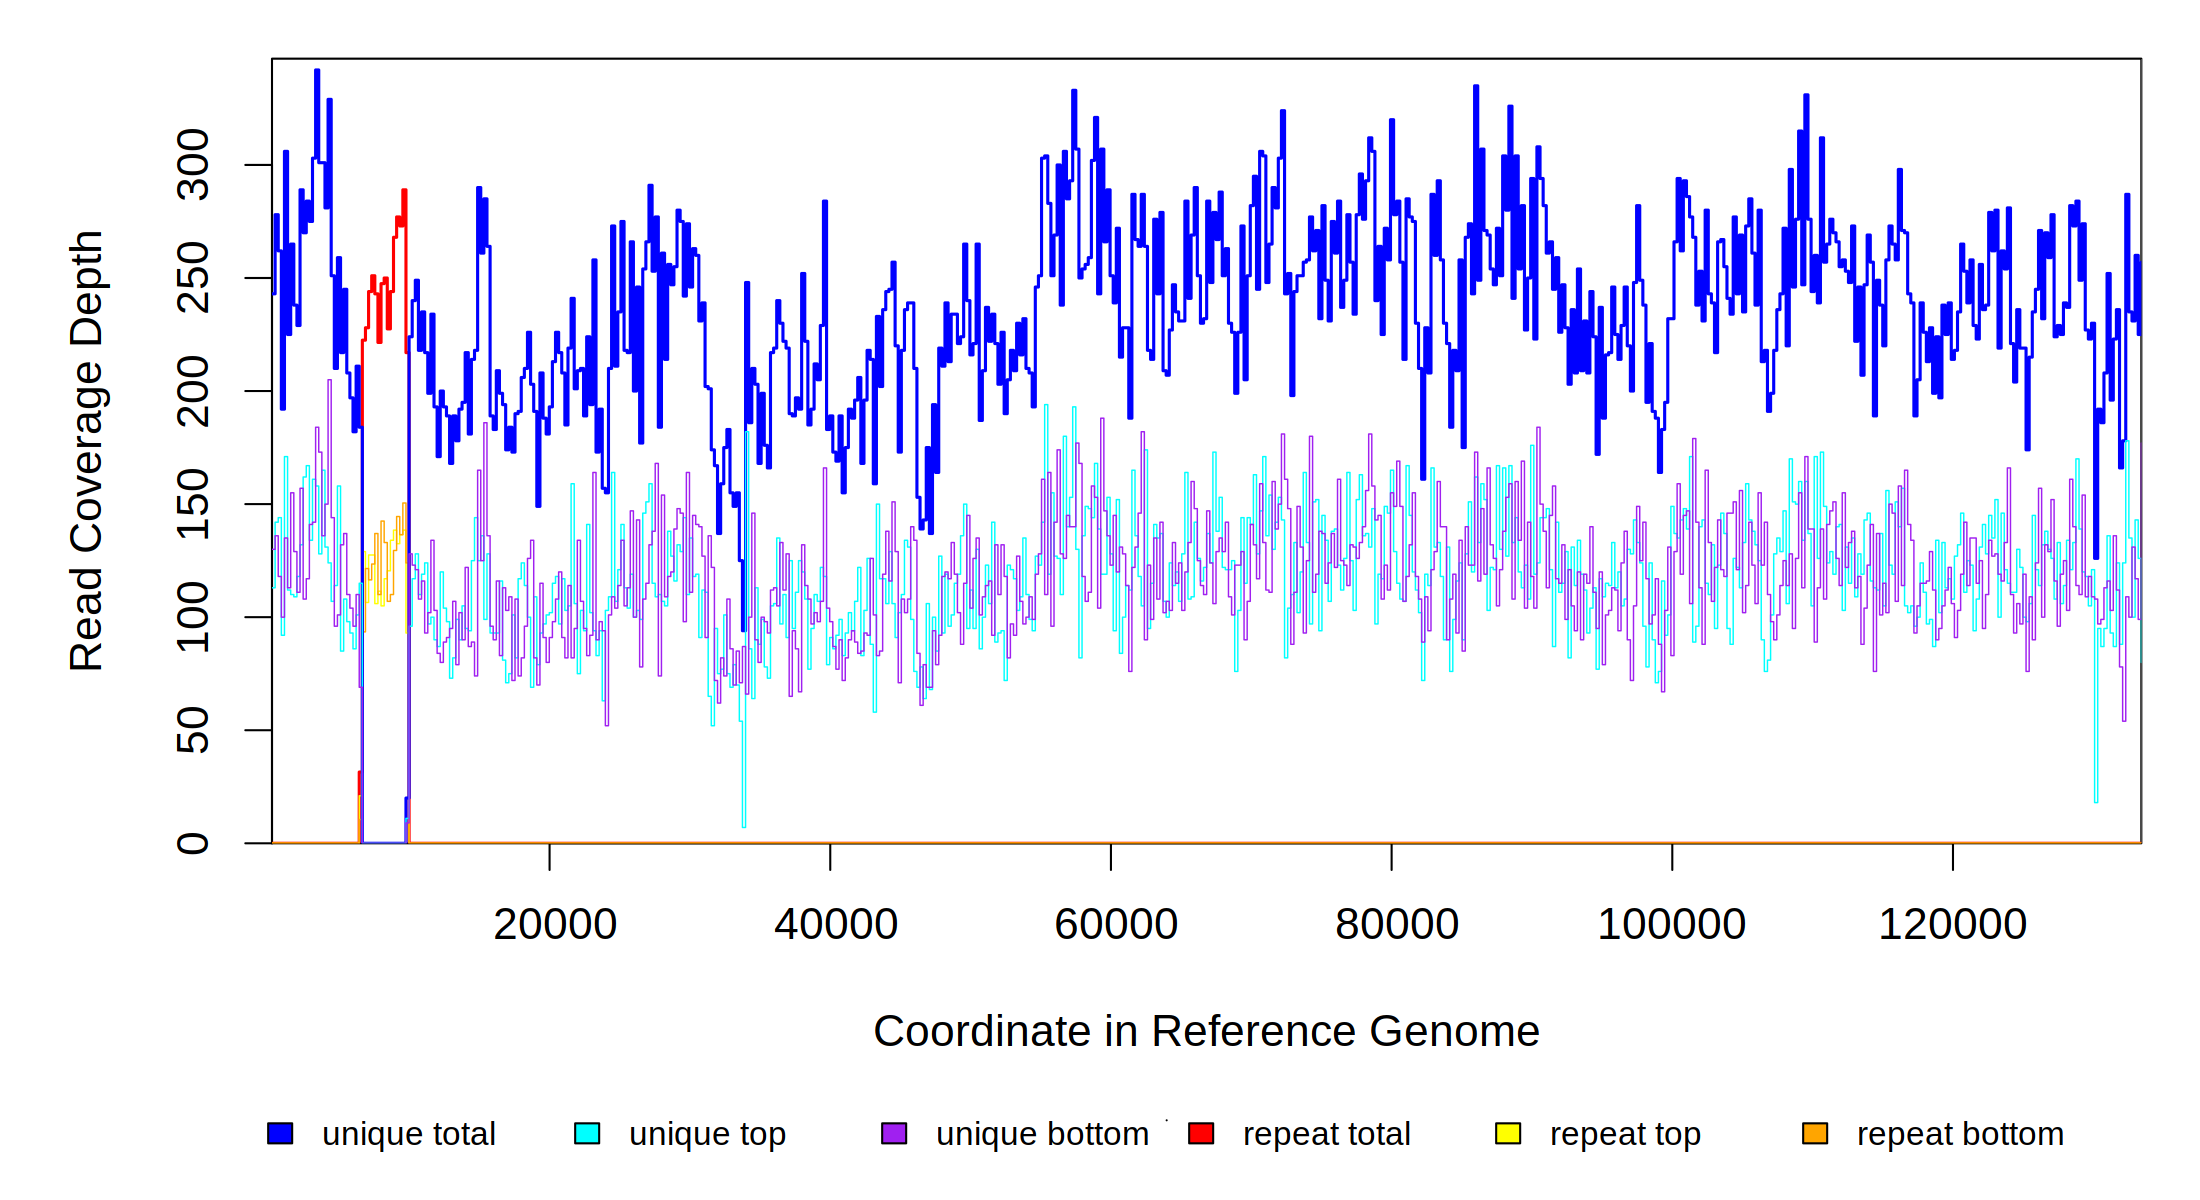 Read Coverage Depth
300
250
200
150
100
50
0
20000 40000 60000 80000 100000 120000
Coordinate in Reference Genome
unique total unique top unique bottom repeat total repeat top repeat bottom